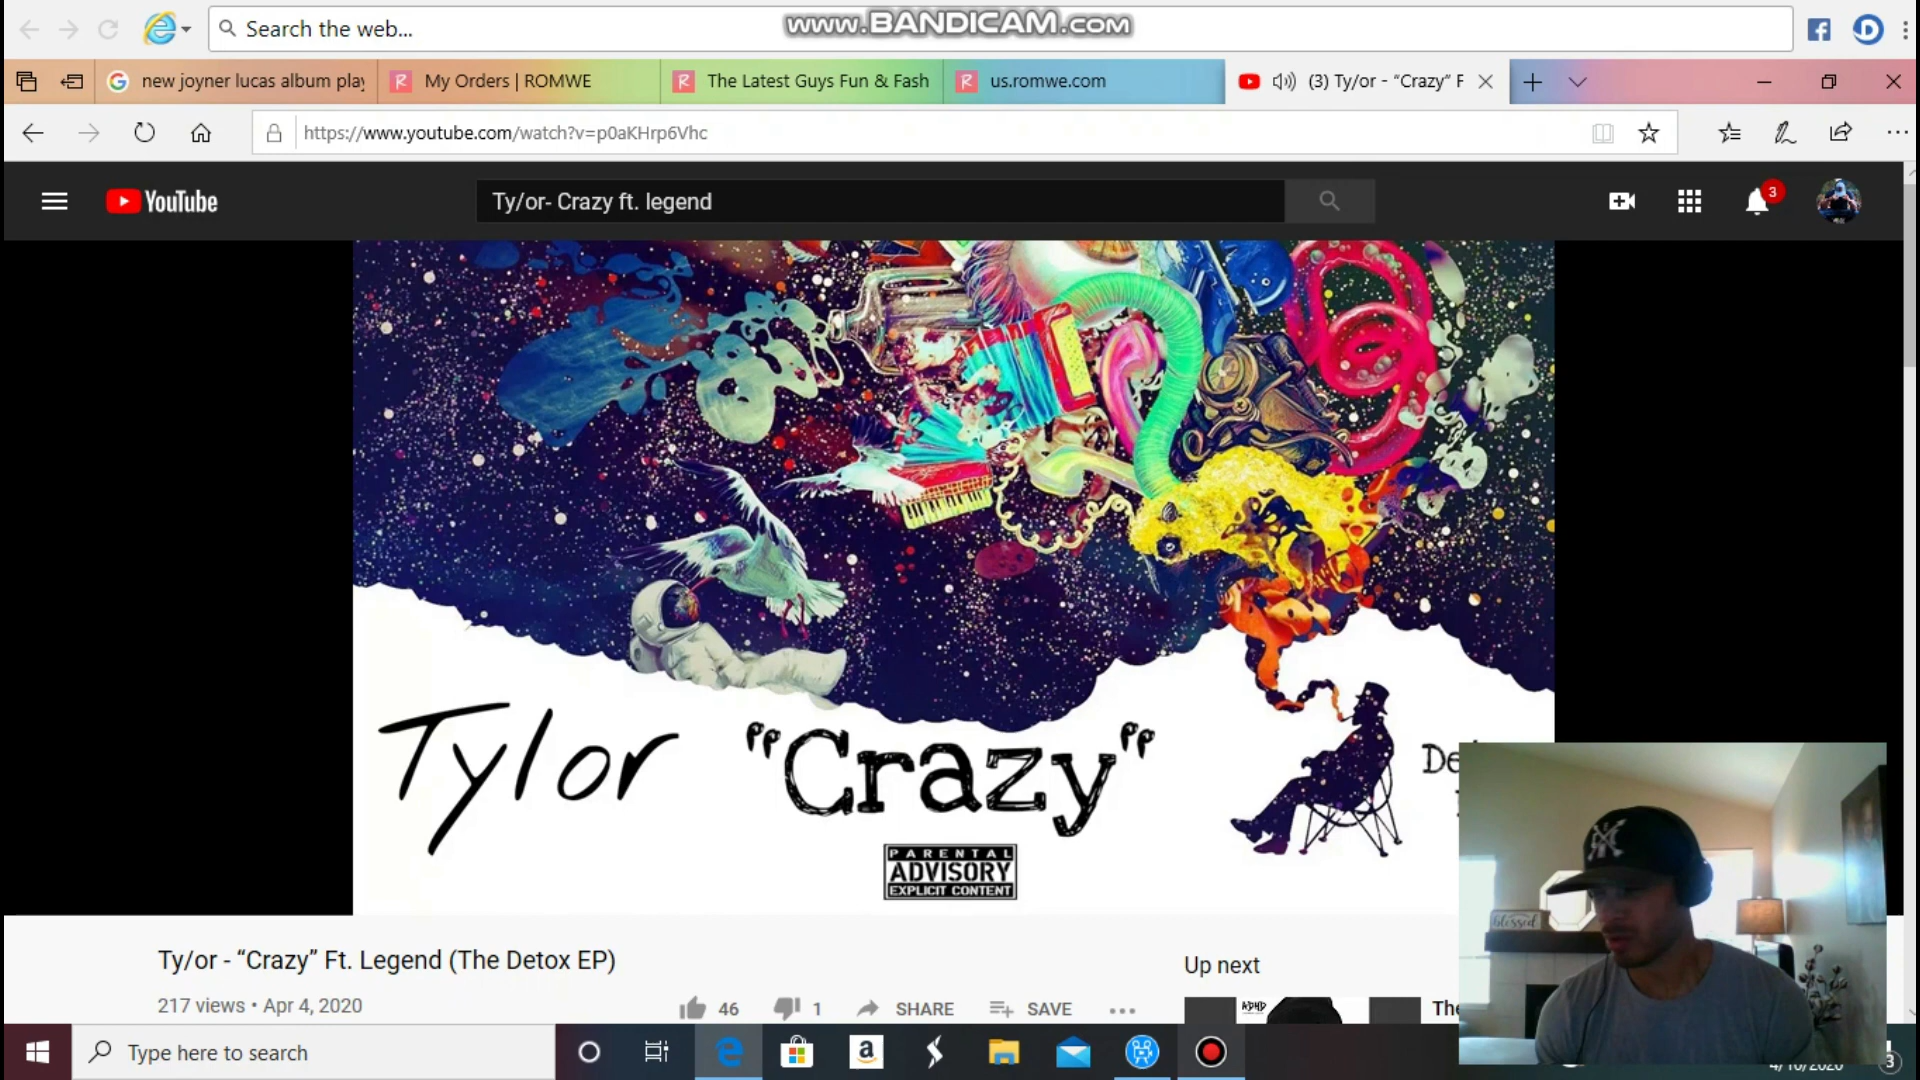 www.BANDICAM.com
Search the web...
new joyner lucas album play
My Orders | ROMWE
The Latest Guys Fun & Fash
us.romwe.com
(3) Ty/or - “Crazy” F
https://www.youtube.com/watch?v=p0aKHrp6Vhc
YouTube
Ty/or- Crazy ft. legend
3
Tylor "Crazy"
De
PARENTAL
ADVISORY
EXPLICIT CONTENT
blessed
Ty/or - “Crazy” Ft. Legend (The Detox EP)
Up next
217 views • Apr 4, 2020
46
1
SHARE
SAVE
The
Type here to search
3